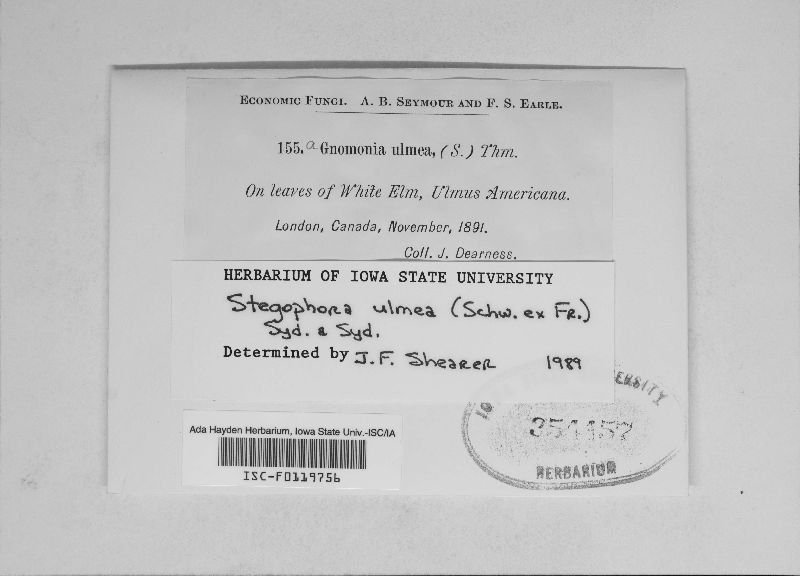 ECONOMIC FUNGI. A. B. SEYMOUR AND F. S. EARLE.
155.a Gnomonia ulmea, (S.) Thm.
On leaves of White Elm, Ulmus Americana.
London, Canada, November, 1891.
Coll. J. Dearness.
HERBARIUM OF IOWA STATE UNIVERSITY
Stegophora ulmea (Schw. ex Fr.)
Syd. & Syd.
Determined by J. F. Shearer 1989
Ada Hayden Herbarium, Iowa State Univ.-ISC/IA
ISC-F0119756
354457
HERBARIUM